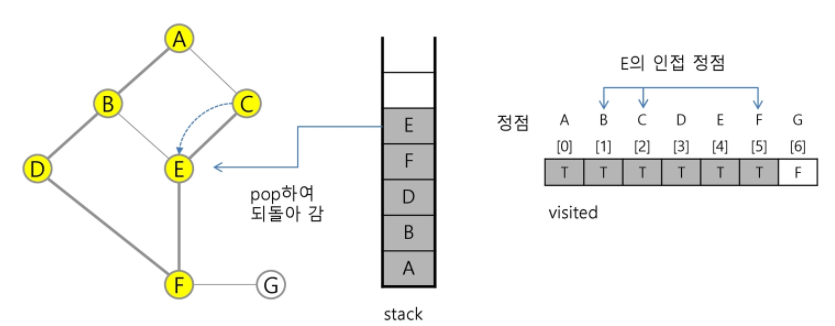 A
B
C
D
E
F
G
pop하여
되돌아 감
E
F
D
B
A
stack
E의 인접 정점
정점 A B C D E F G
[0] [1] [2] [3] [4] [5] [6]
T T T T T T F
visited